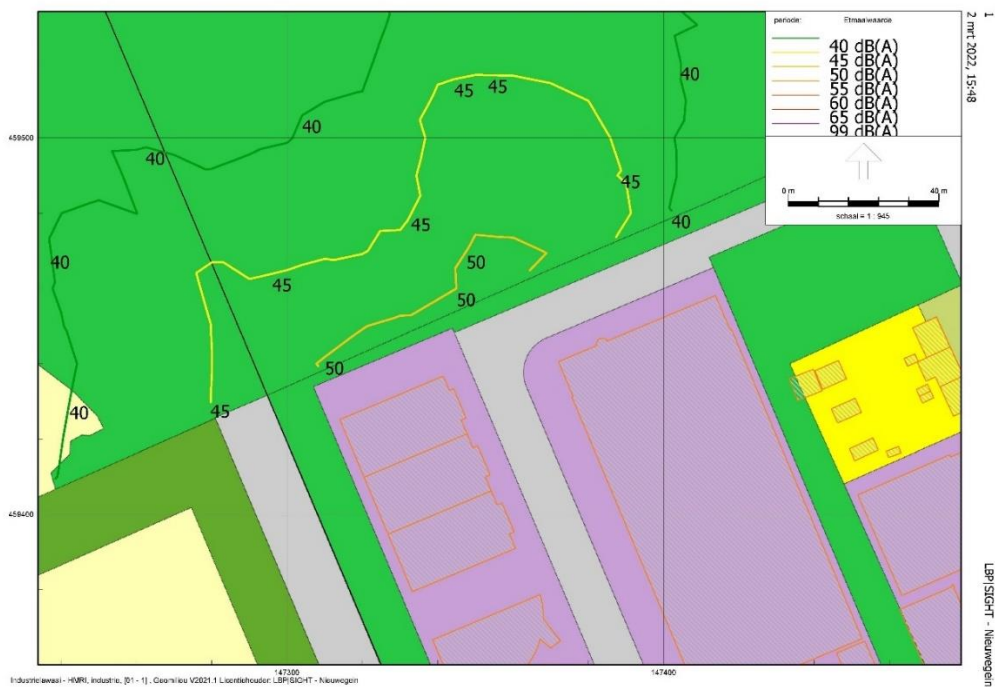 1
2 mrt 2022, 15:48
periode: Etmaalwaarde
40 dB(A)
45 dB(A)
50 dB(A)
55 dB(A)
60 dB(A)
65 dB(A)
99 dB(A)
0 m 40 m
schaal = 1 : 945
45 45
40
40
459500
40
45
40
45
40
50
45
50
50
40
45
459400
147300 147400
LBP|SIGHT - Nieuwegein
Industrielawaai - HMRI, industrie, [01 - 1] , Geomilieu V2021.1 Licentiehouder: LBP|SIGHT - Nieuwegein